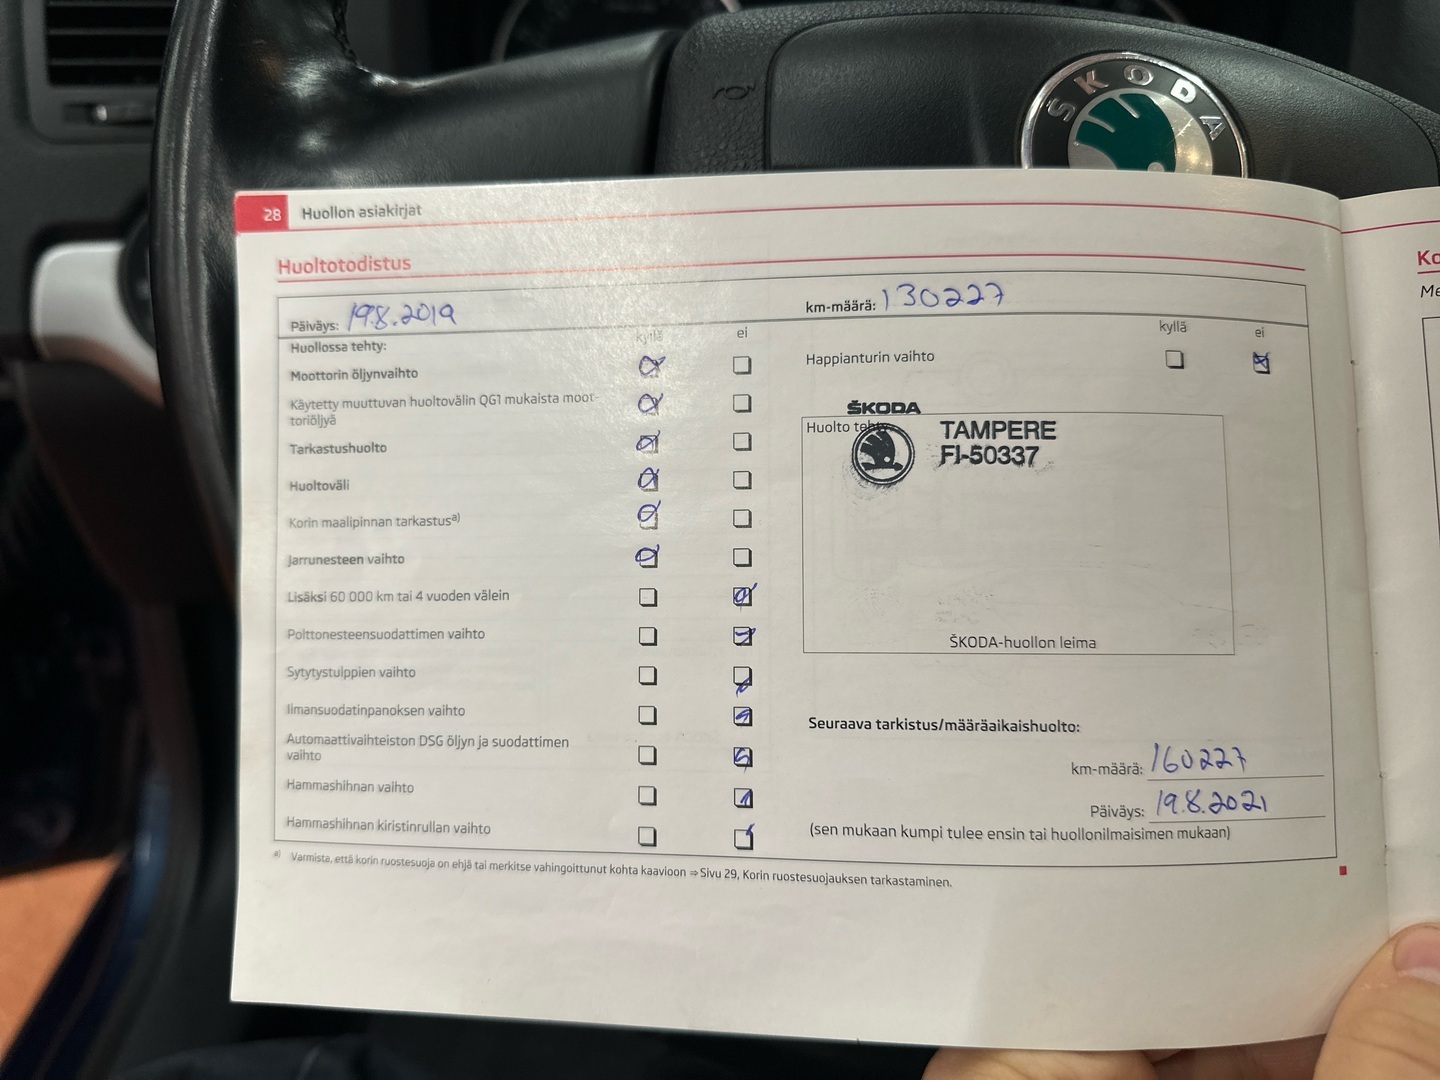 ŠKODA
28 Huollon asiakirjat
Huoltotodistus
Päiväys: 19.8.2019
km-määrä: 130227
Huollossa tehty:
kyllä ei
Moottorin öljynvaihto
Käytetty muuttuvan huoltovälin QG1 mukaista moot-
toriöljyä
Tarkastushuolto
Huoltoväli
Korin maalipinnan tarkastusa)
Jarrunesteen vaihto
Lisäksi 60 000 km tai 4 vuoden välein
Polttonesteensuodattimen vaihto
Sytytystulppien vaihto
Ilmansuodatinpanoksen vaihto
Automaattivaihteiston DSG öljyn ja suodattimen
vaihto
Hammashihnan vaihto
Hammashihnan kiristinrullan vaihto
kyllä ei
Happianturin vaihto
ŠKODA
Huolto tehty:
TAMPERE
FI-50337
ŠKODA-huollon leima
Seuraava tarkistus/määräaikaishuolto:
km-määrä: 160227
Päiväys: 19.8.2021
(sen mukaan kumpi tulee ensin tai huollonilmaisimen mukaan)
a) Varmista, että korin ruostesuoja on ehjä tai merkitse vahingoittunut kohta kaavioon ⇒ Sivu 29, Korin ruostesuojauksen tarkastaminen.